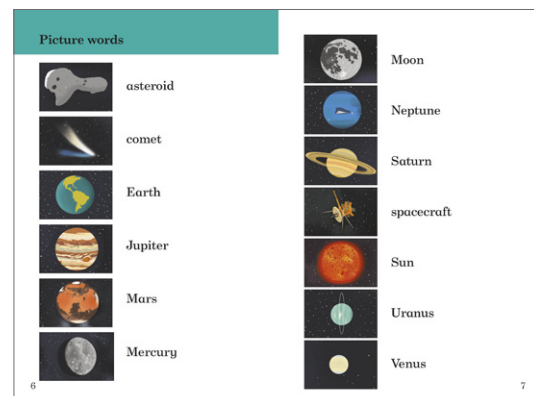 Picture words
asteroid
comet
Earth
Jupiter
Mars
Mercury
6
Moon
Neptune
Saturn
spacecraft
Sun
Uranus
Venus
7